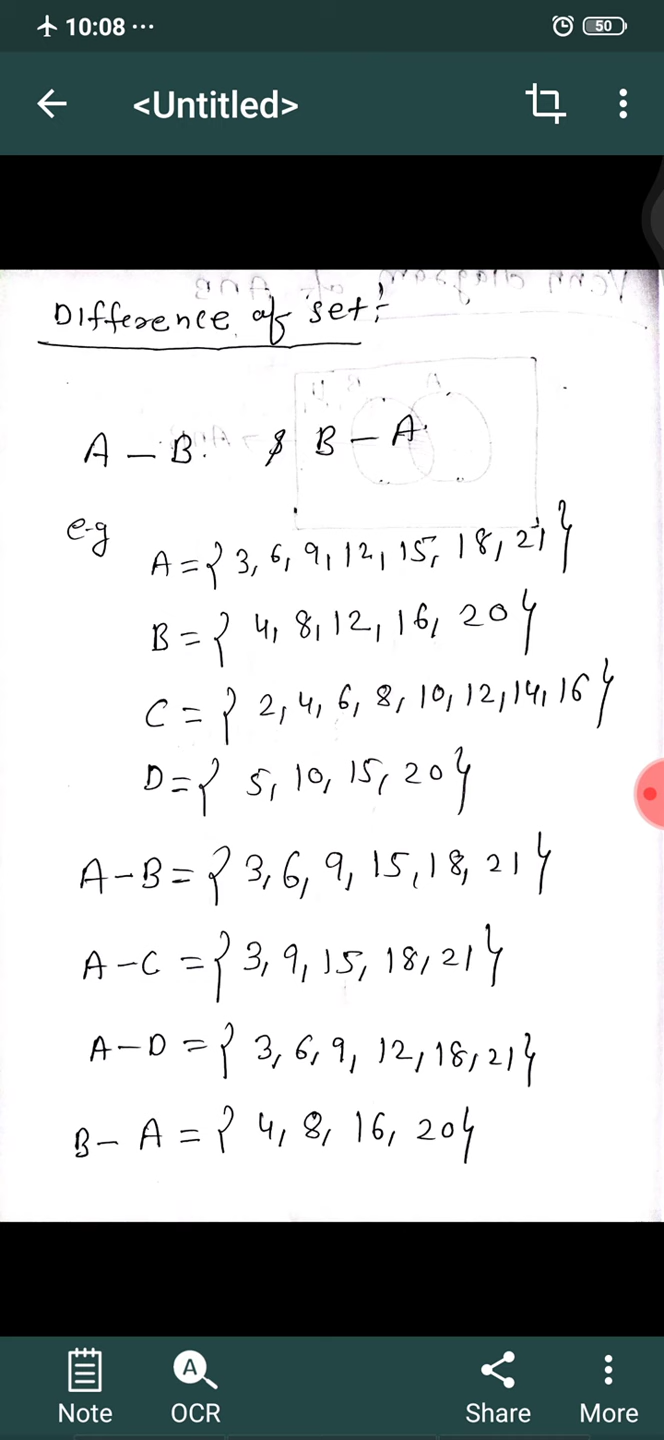 10:08 ...
50
<Untitled>
Difference of set:-
A - B. & B - A.
e-g
A = { 3, 6, 9, 12, 15, 18, 21 }
B = { 4, 8, 12, 16, 20 }
C = { 2, 4, 6, 8, 10, 12, 14, 16 }
D = { 5, 10, 15, 20 }
A - B = { 3, 6, 9, 15, 18, 21 }
A - C = { 3, 9, 15, 18, 21 }
A - D = { 3, 6, 9, 12, 18, 21 }
B - A = { 4, 8, 16, 20 }
A
Note OCR Share More